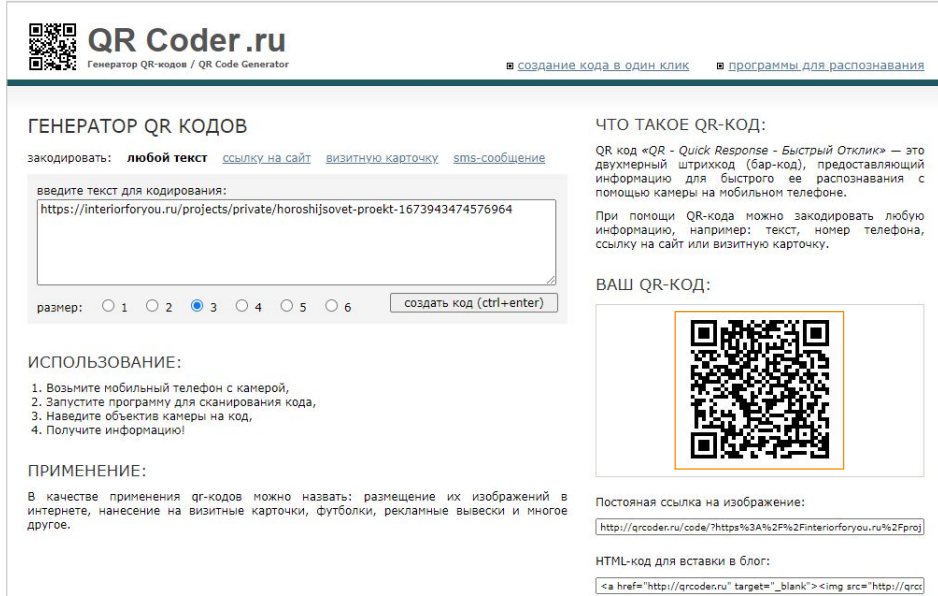 QR Coder.ru
Генератор QR-кодов / QR Code Generator
создание кода в один клик программы для распознавания
ГЕНЕРАТОР QR КОДОВ
закодировать: любой текст ссылку на сайт визитную карточку sms-сообщение
введите текст для кодирования:
https://interiorforyou.ru/projects/private/horoshijsovet-proekt-1673943474576964
размер: 1 2 3 4 5 6 создать код (ctrl+enter)
ИСПОЛЬЗОВАНИЕ:
1. Возьмите мобильный телефон с камерой,
2. Запустите программу для сканирования кода,
3. Наведите объектив камеры на код,
4. Получите информацию!
ПРИМЕНЕНИЕ:
В качестве применения qr-кодов можно назвать: размещение их изображений в
интернете, нанесение на визитные карточки, футболки, рекламные вывески и многое
другое.
ЧТО ТАКОЕ QR-КОД:
QR код «QR - Quick Response - Быстрый Отклик» — это
двухмерный штрихкод (бар-код), предоставляющий
информацию для быстрого ее распознавания с
помощью камеры на мобильном телефоне.
При помощи QR-кода можно закодировать любую
информацию, например: текст, номер телефона,
ссылку на сайт или визитную карточку.
ВАШ QR-КОД:
Постояная ссылка на изображение:
http://qrcoder.ru/code/?https%3A%2F%2Finteriorforyou.ru%2Fproj
HTML-код для вставки в блог:
<a href="http://qrcoder.ru" target="_blank"><img src="http://qrco